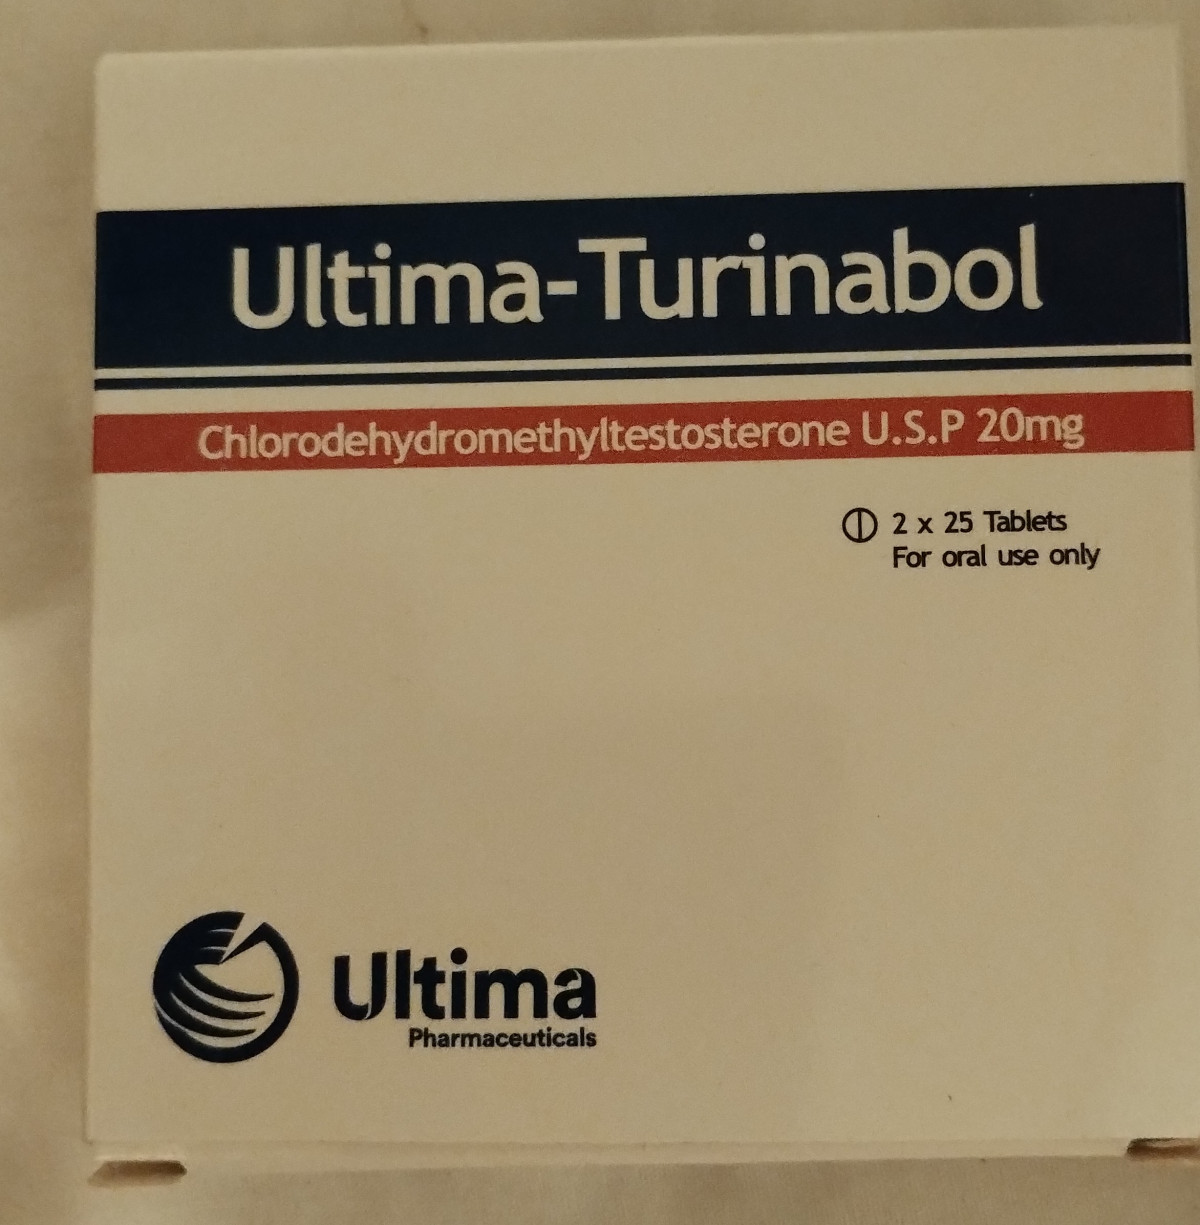 Ultima-Turinabol
Chlorodehydromethyltestosterone U.S.P 20mg
2 x 25 Tablets
For oral use only
Ultima
Pharmaceuticals